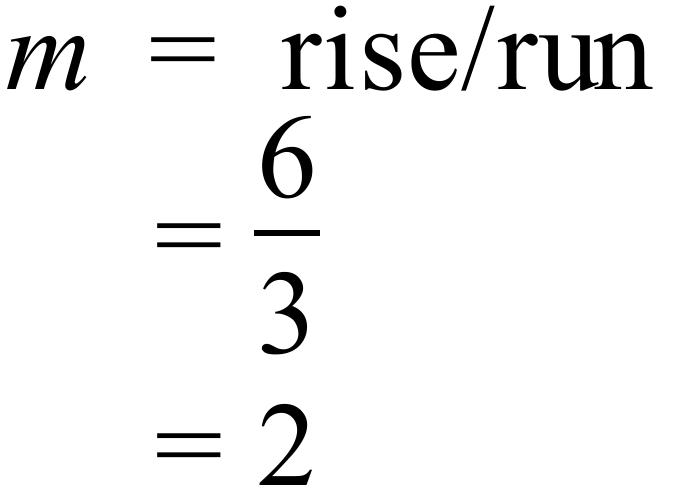 m = rise/run
= 6/3
= 2